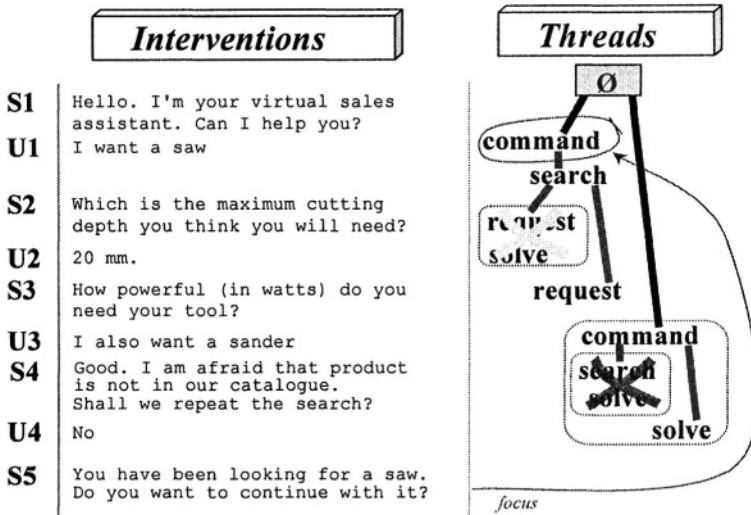 Interventions
Threads
Ø
S1 Hello. I'm your virtual sales
assistant. Can I help you?
U1 I want a saw
command
search
S2 Which is the maximum cutting
depth you think you will need?
request
solve
U2 20 mm.
S3 How powerful (in watts) do you
need your tool?
request
U3 I also want a sander
command
S4 Good. I am afraid that product
is not in our catalogue.
Shall we repeat the search?
search
solve
U4 No
solve
S5 You have been looking for a saw.
Do you want to continue with it?
focus